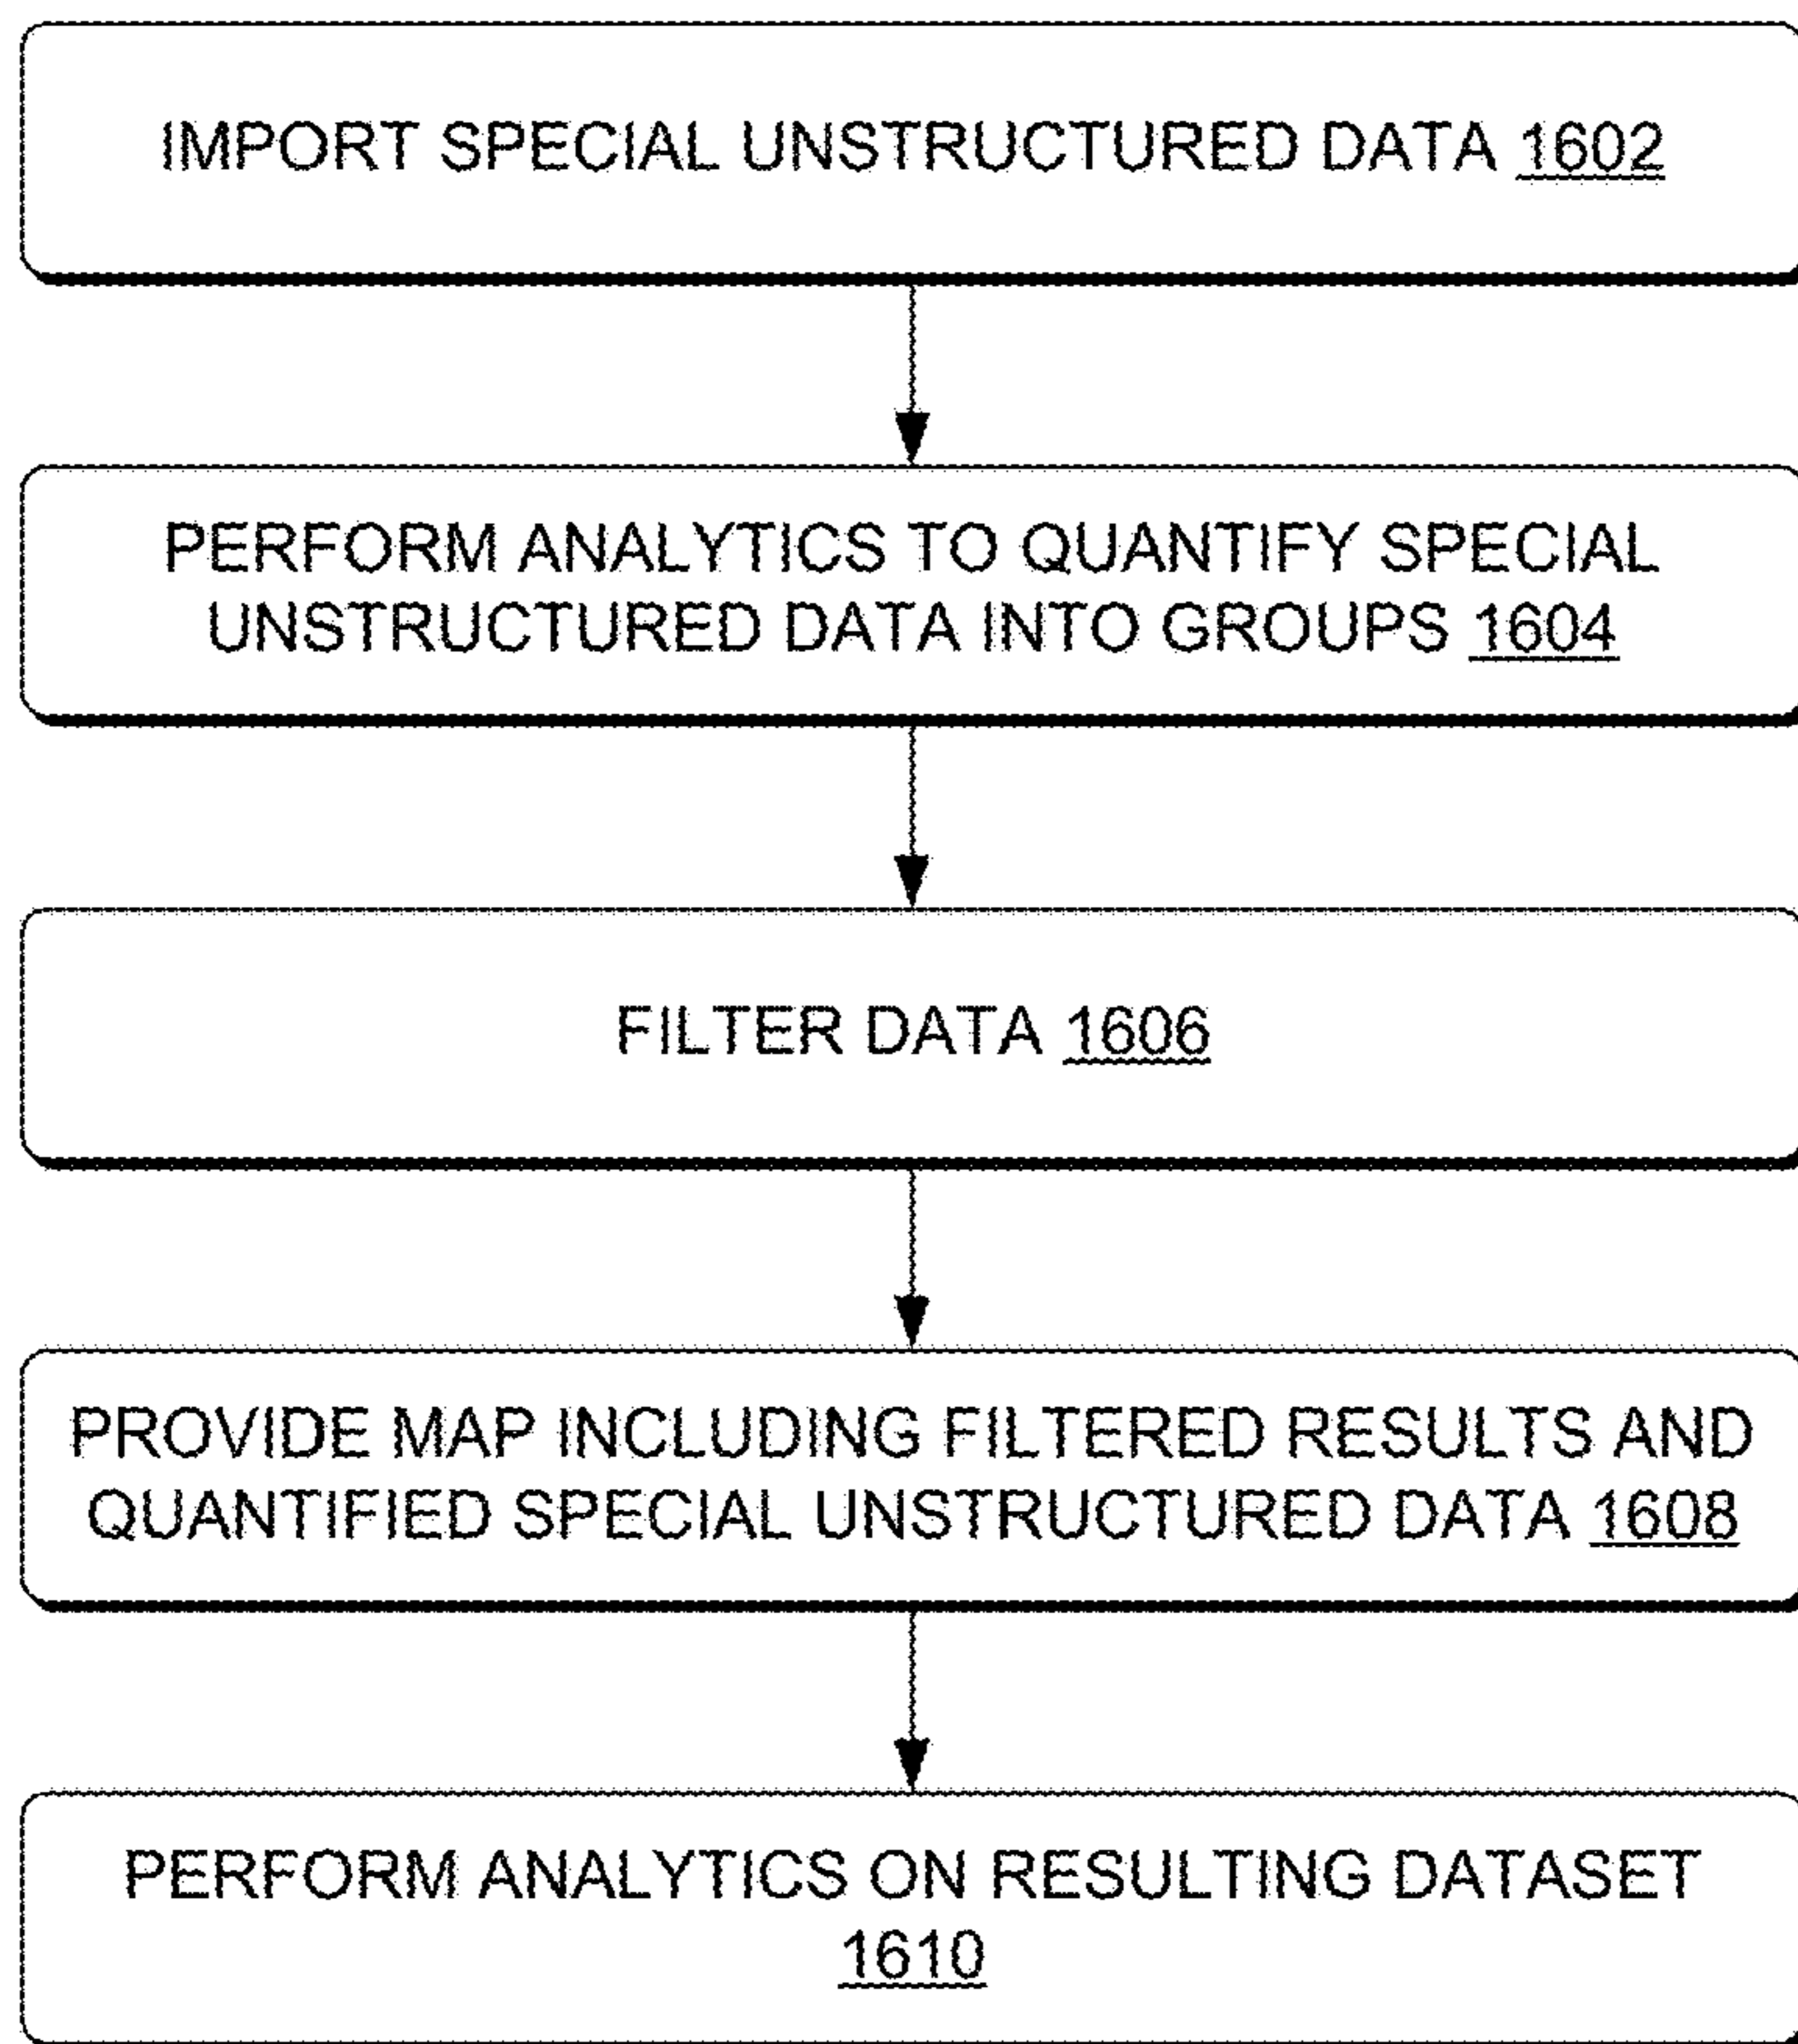 IMPORT SPECIAL UNSTRUCTURED DATA 1602
PERFORM ANALYTICS TO QUANTIFY SPECIAL
UNSTRUCTURED DATA INTO GROUPS 1604
FILTER DATA 1606
PROVIDE MAP INCLUDING FILTERED RESULTS AND
QUANTIFIED SPECIAL UNSTRUCTURED DATA 1608
PERFORM ANALYTICS ON RESULTING DATASET
1610